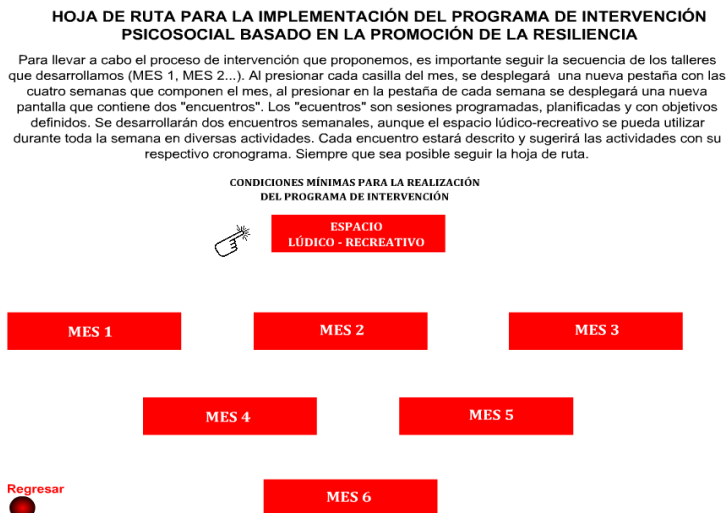 HOJA DE RUTA PARA LA IMPLEMENTACIÓN DEL PROGRAMA DE INTERVENCIÓN
PSICOSOCIAL BASADO EN LA PROMOCIÓN DE LA RESILIENCIA
Para llevar a cabo el proceso de intervención que proponemos, es importante seguir la secuencia de los talleres
que desarrollamos (MES 1, MES 2...). Al presionar cada casilla del mes, se desplegará una nueva pestaña con las
cuatro semanas que componen el mes, al presionar en la pestaña de cada semana se desplegará una nueva
pantalla que contiene dos "encuentros". Los "ecuentros" son sesiones programadas, planificadas y con objetivos
definidos. Se desarrollarán dos encuentros semanales, aunque el espacio lúdico-recreativo se pueda utilizar
durante toda la semana en diversas actividades. Cada encuentro estará descrito y sugerirá las actividades con su
respectivo cronograma. Siempre que sea posible seguir la hoja de ruta.
CONDICIONES MÍNIMAS PARA LA REALIZACIÓN
DEL PROGRAMA DE INTERVENCIÓN
ESPACIO
LÚDICO - RECREATIVO
MES 1
MES 2
MES 3
MES 4
MES 5
MES 6
Regresar